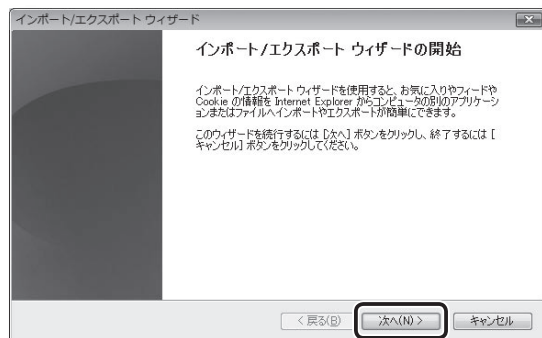 インポート/エクスポート ウィザード
インポート/エクスポート ウィザードの開始
インポート/エクスポート ウィザードを使用すると、お気に入りやフィードや
Cookie の情報を Internet Explorer からコンピュータの別のアプリケーシ
ョンまたはファイルへインポートやエクスポートが簡単にできます。
このウィザードを続行するには [次へ] ボタンをクリックし、終了するには [
キャンセル] ボタンをクリックしてください。
< 戻る(B) 次へ(N) > キャンセル